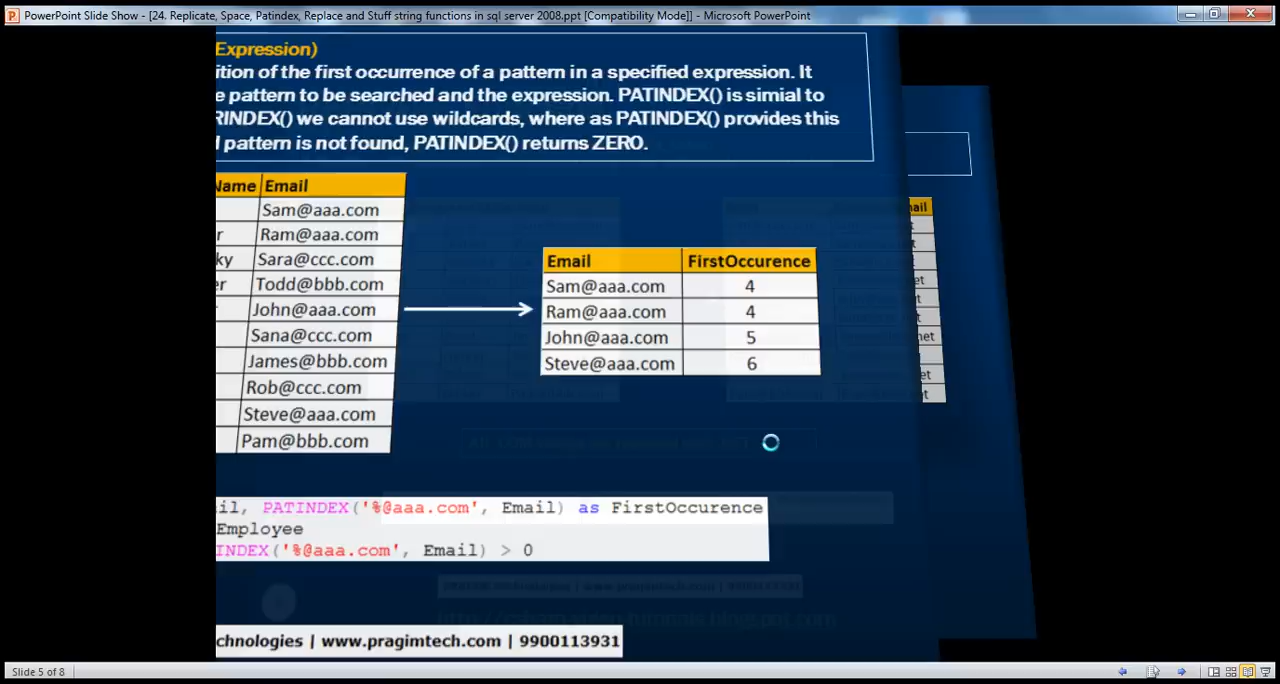 PowerPoint Slide Show - [24. Replicate, Space, Patindex, Replace and Stuff string functions in sql server 2008.ppt [Compatibility Mode]] - Microsoft PowerPoint
Expression)
ition of the first occurrence of a pattern in a specified expression. It
e pattern to be searched and the expression. PATINDEX() is simial to
RINDEX() we cannot use wildcards, where as PATINDEX() provides this
l pattern is not found, PATINDEX() returns ZERO.
Name Email
Sam@aaa.com
r Ram@aaa.com
ky Sara@ccc.com
er Todd@bbb.com
John@aaa.com
Sana@ccc.com
James@bbb.com
Rob@ccc.com
Steve@aaa.com
Pam@bbb.com
Email FirstOccurence
Sam@aaa.com 4
Ram@aaa.com 4
John@aaa.com 5
Steve@aaa.com 6
ail
t
t
t
et
t
t
net
et
t
il, PATINDEX('%@aaa.com', Email) as FirstOccurence
Employee
INDEX('%@aaa.com', Email) > 0
chnologies | www.pragimtech.com | 9900113931
Slide 5 of 8